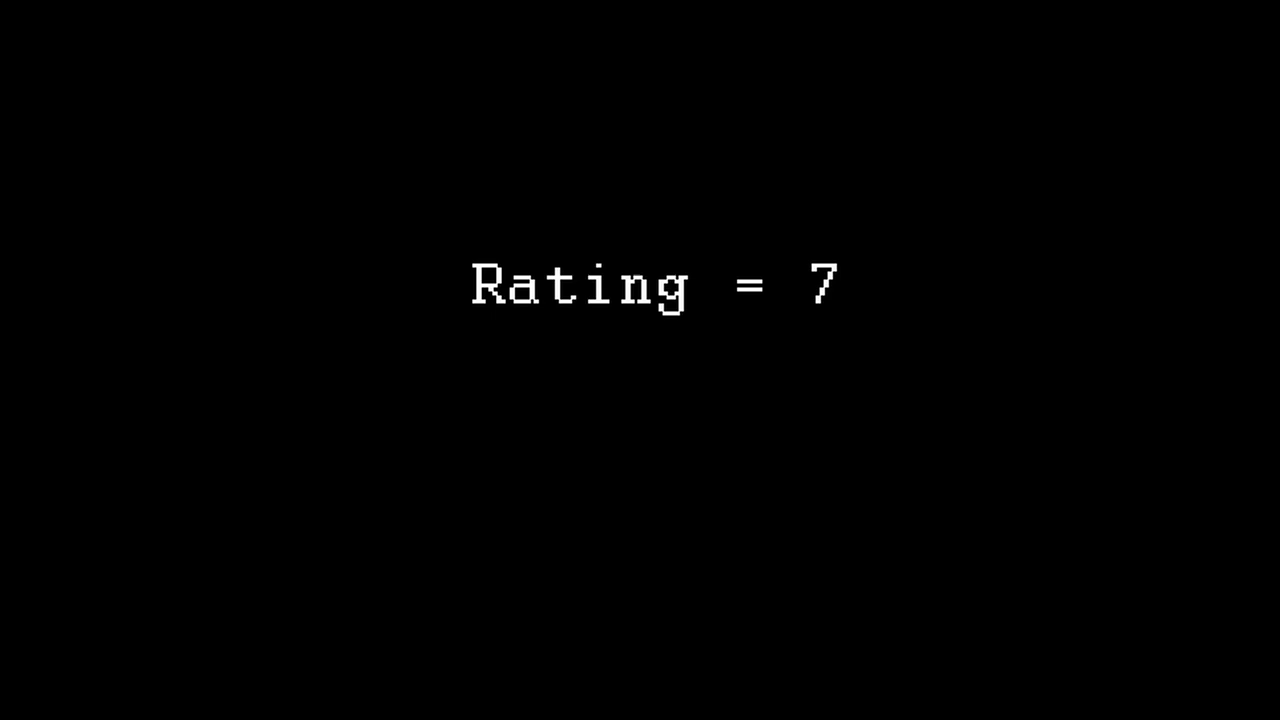 Rating = 7